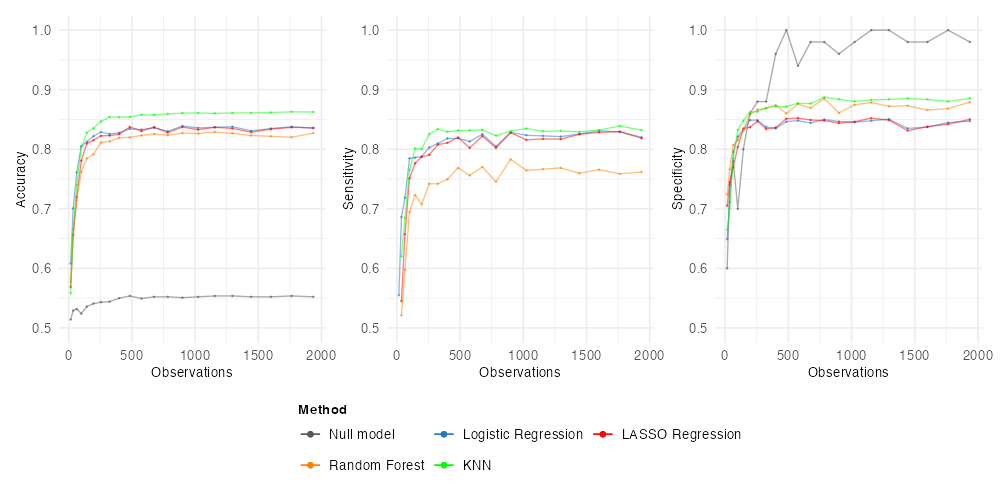 1.0
0.9
0.8
0.7
0.6
0.5
Accuracy
0 500 1000 1500 2000
Observations
1.0
0.9
0.8
0.7
0.6
0.5
Sensitivity
0 500 1000 1500 2000
Observations
1.0
0.9
0.8
0.7
0.6
0.5
Specificity
0 500 1000 1500 2000
Observations
Method
Null model Logistic Regression LASSO Regression
Random Forest KNN